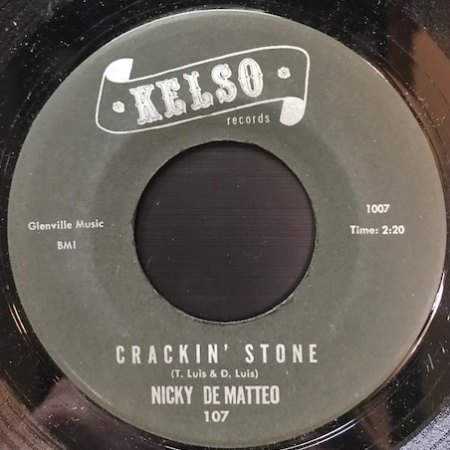 · KELSO ·
records
Glenville Music
BMI
1007
Time: 2:20
CRACKIN' STONE
(T. Luis & D. Luis)
NICKY DE MATTEO
107